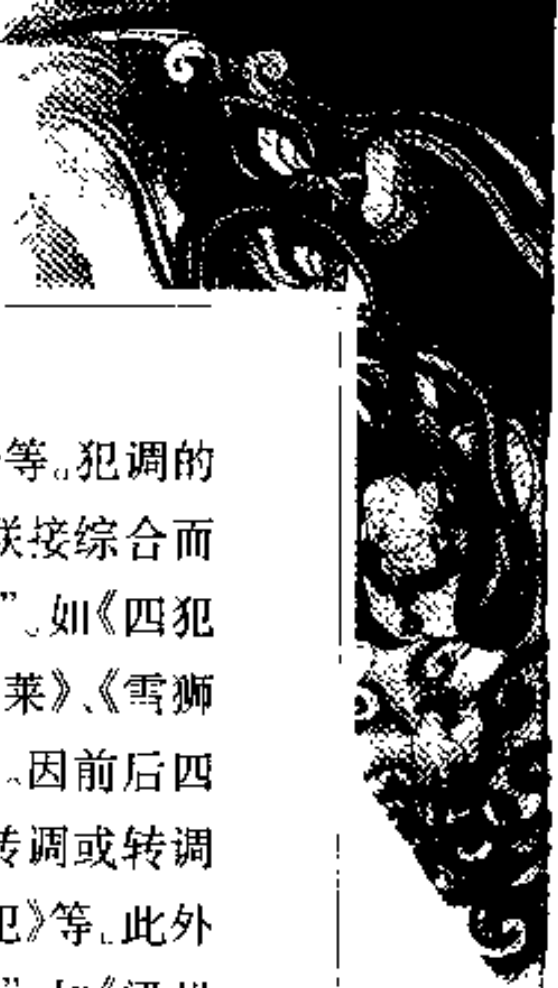 等。犯调的
联接综合而
”。如《四犯
莱》、《雪狮
。因前后四
转调或转调
犯》等。此外